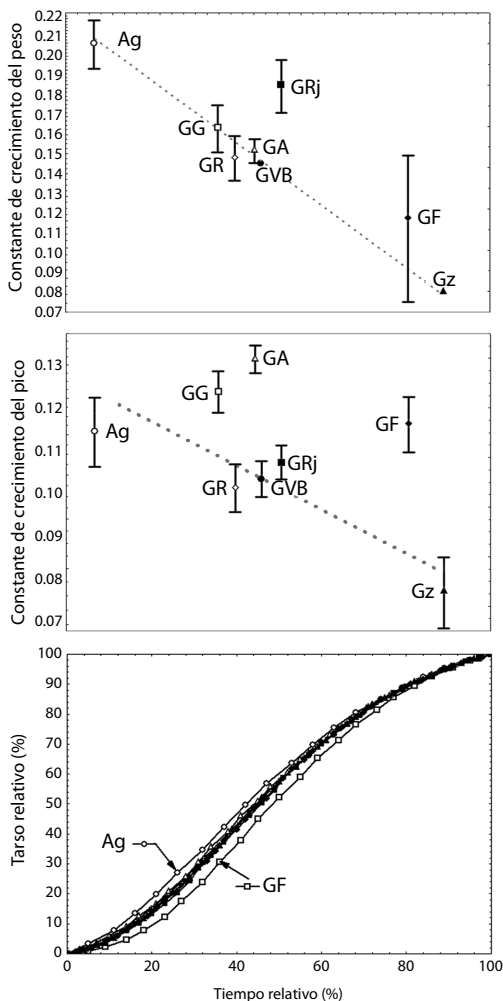 Constante de crecimiento del peso
0.22
0.21
0.20
0.19
0.18
0.17
0.16
0.15
0.14
0.13
0.12
0.11
0.10
0.09
0.08
0.07
Ag
GRj
GG
GA
GR
GVB
GF
Gz
Constante de crecimiento del pico
0.13
0.12
0.10
0.09
0.08
0.07
GA
GG
GF
Ag
GRj
GR
GVB
Gz
Tarso relativo (%)
100
90
80
70
60
50
40
30
20
10
0
Ag
GF
0
20
40
60
80
100
Tiempo relativo (%)